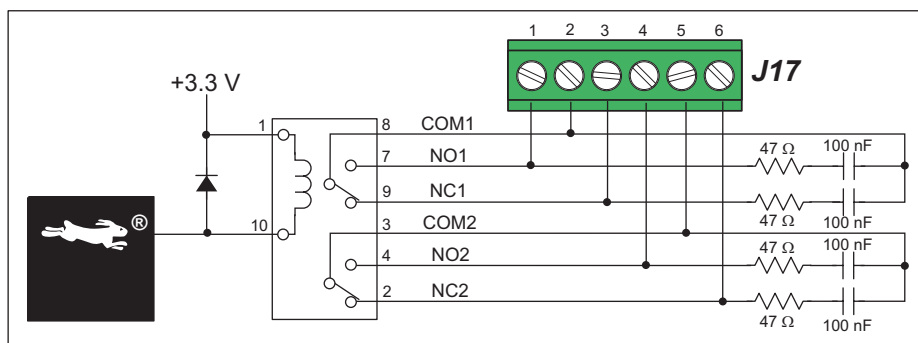 1 2 3 4 5 6
J17
+3.3 V
1
8 COM1
100 nF
47 Ω
7 NO1
9 NC1
®
47 Ω
100 nF
10
3 COM2
100 nF
47 Ω
4 NO2
2 NC2
47 Ω
100 nF